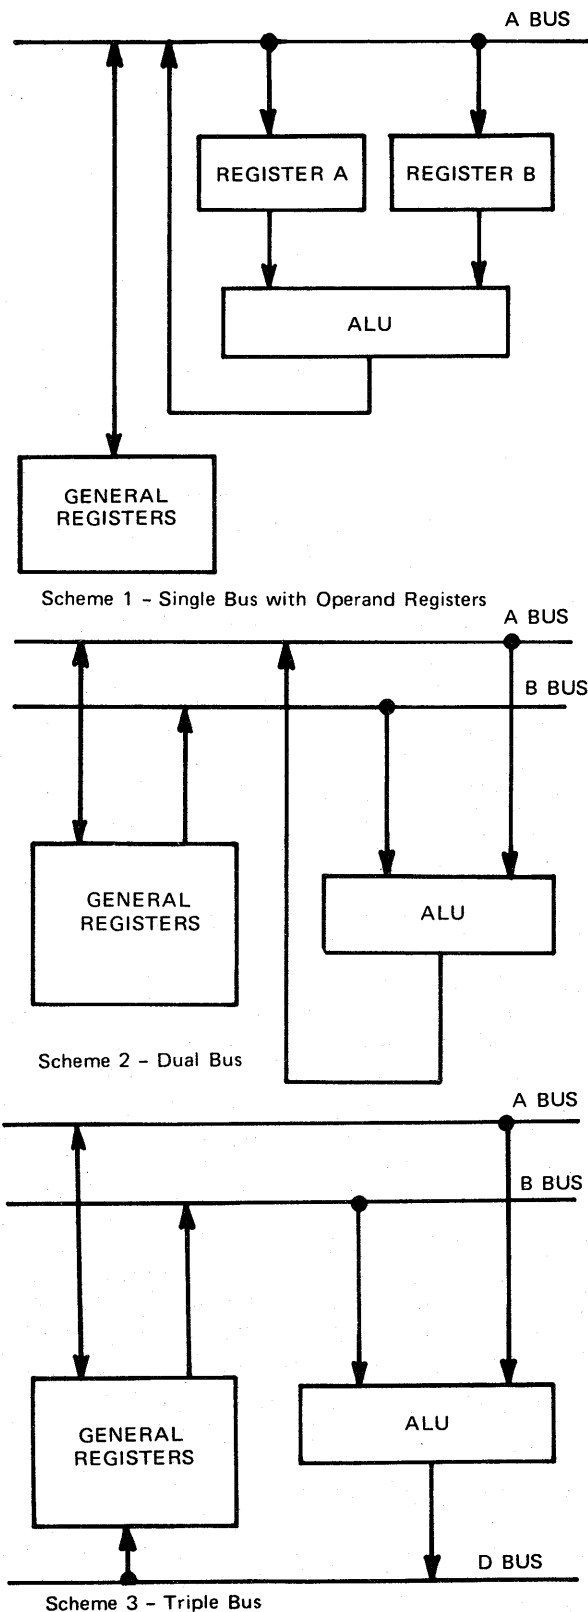 A BUS
REGISTER A
REGISTER B
ALU
GENERAL
REGISTERS
Scheme 1 – Single Bus with Operand Registers
A BUS
B BUS
GENERAL
REGISTERS
ALU
Scheme 2 – Dual Bus
A BUS
B BUS
GENERAL
REGISTERS
ALU
D BUS
Scheme 3 – Triple Bus